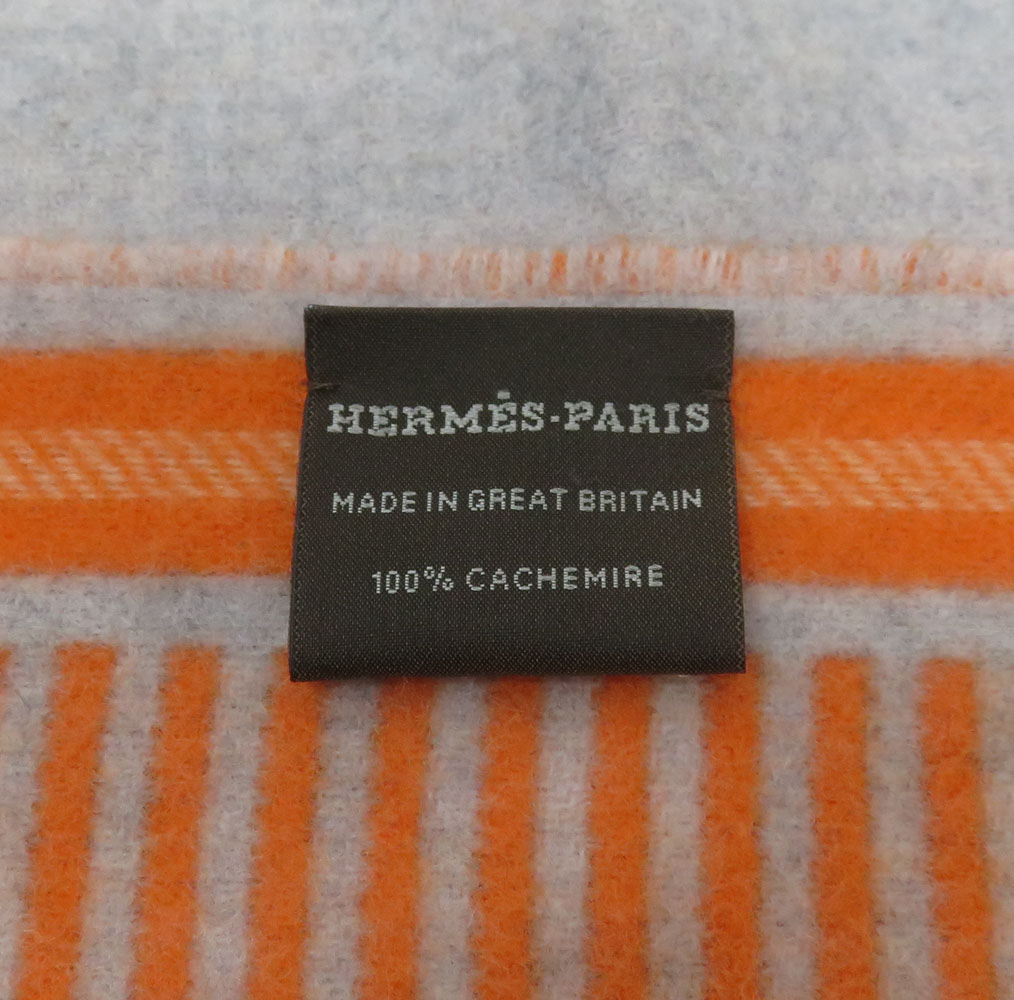 HERMÈS-PARIS
MADE IN GREAT BRITAIN
100% CACHEMIRE